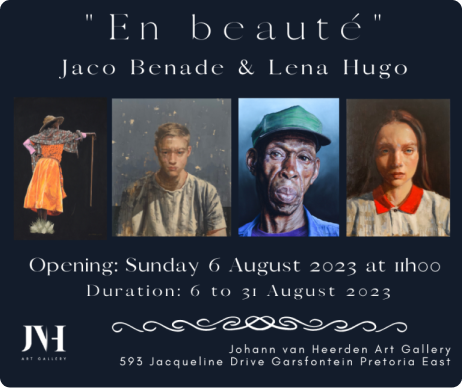 "En beauté"
Jaco Benade & Lena Hugo
Opening: Sunday 6 August 2023 at 11h00
Duration: 6 to 31 August 2023
JVH
ART GALLERY
Johann van Heerden Art Gallery
593 Jacqueline Drive Garsfontein Pretoria East